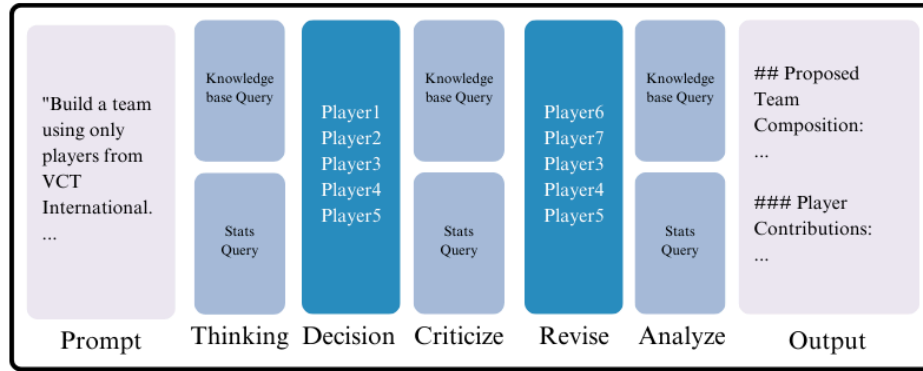 "Build a team
using only
players from
VCT
International.
...
Prompt
Knowledge
base Query
Stats
Query
Thinking
Player1
Player2
Player3
Player4
Player5
Decision
Knowledge
base Query
Stats
Query
Criticize
Player6
Player7
Player3
Player4
Player5
Revise
Knowledge
base Query
Stats
Query
Analyze
## Proposed
Team
Composition:
...
### Player
Contributions:
...
Output